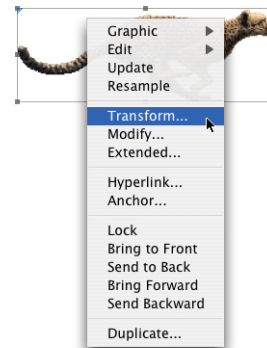 Graphic
Edit
Update
Resample
Transform...
Modify...
Extended...
Hyperlink...
Anchor...
Lock
Bring to Front
Send to Back
Bring Forward
Send Backward
Duplicate...